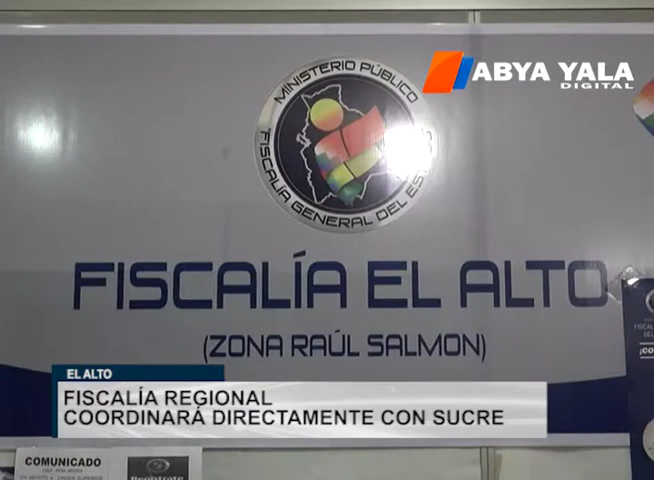 ABYA YALA
DIGITAL
MINISTERIO PÚBLICO
FISCALÍA GENERAL DEL ESTADO
FISCALÍA EL ALTO
(ZONA RAÚL SALMON)
EL ALTO
FISCALÍA REGIONAL
COORDINARÁ DIRECTAMENTE CON SUCRE
COMUNICADO
Regístrate